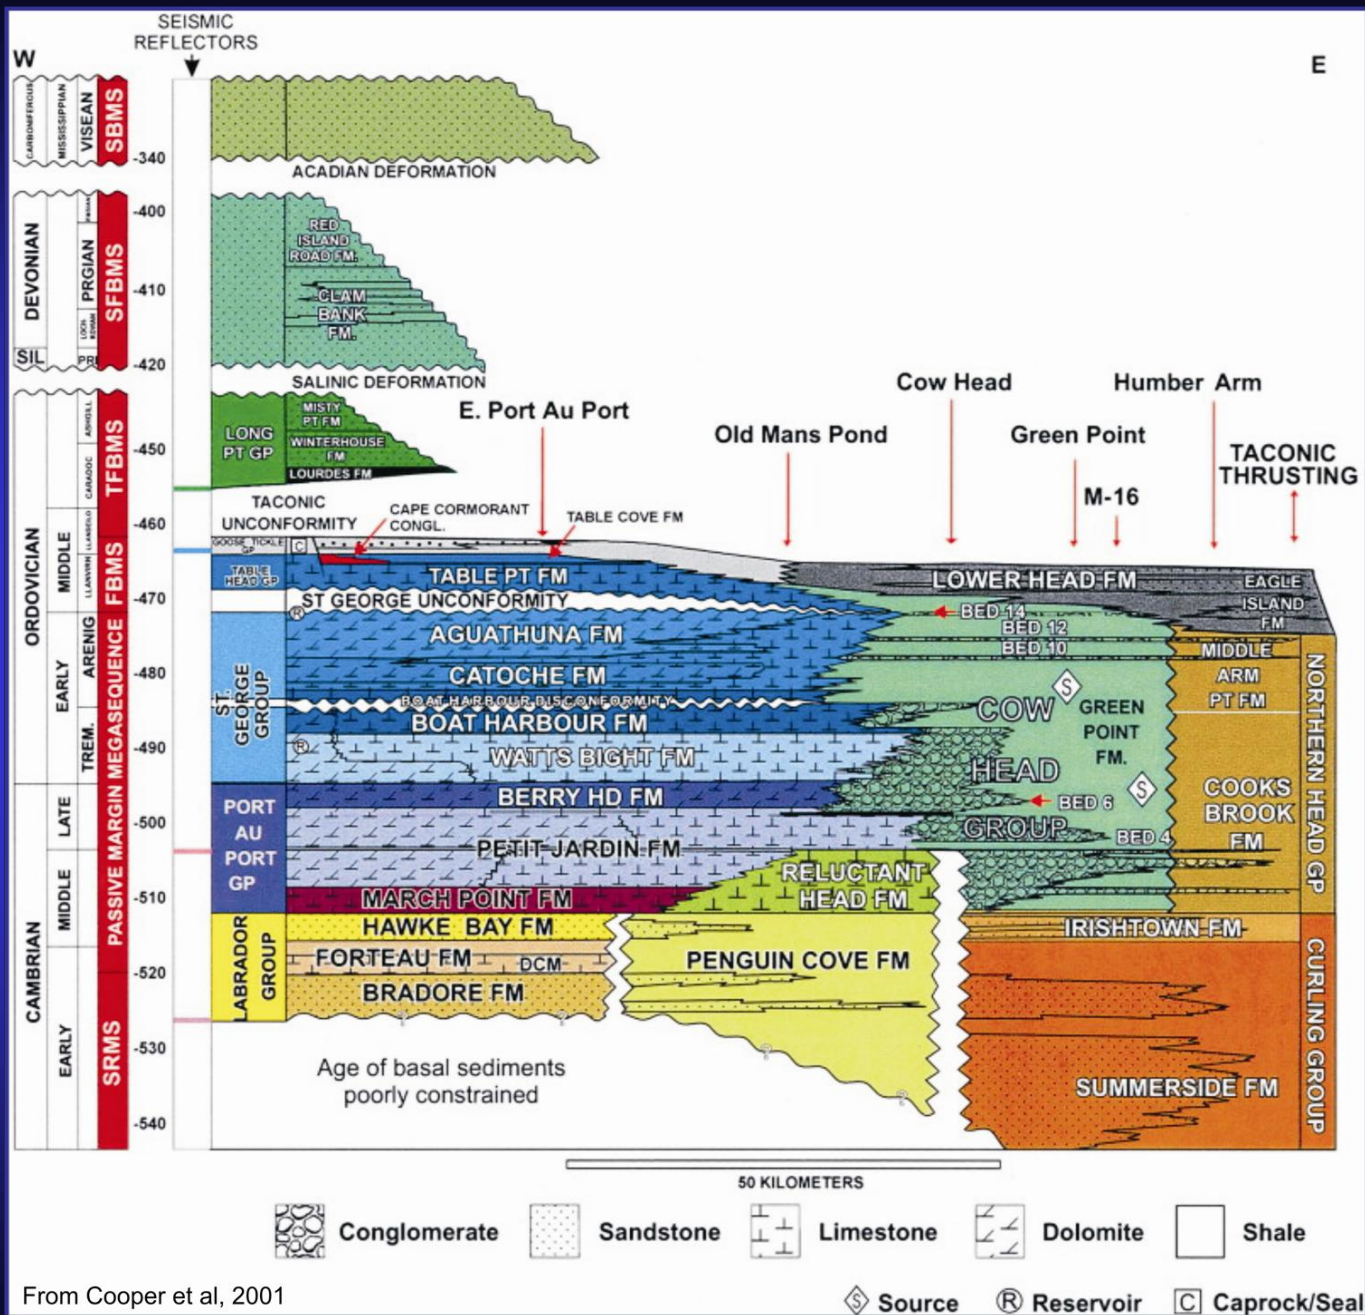 SEISMIC
REFLECTORS
W
E
CARBONIFEROUS
MISSISSIPPIAN
VISEAN
SBMS
-340
ACADIAN DEFORMATION
DEVONIAN
PRGIAN
SFBMS
SIL
PRI
-400
-410
-420
RED
ISLAND
ROAD FM.
CLAM
BANK
FM.
SALINIC DEFORMATION
ORDOVICIAN
MIDDLE
EARLY
ASHGILL
CARADOC
LLANDEILO
LLANVIRN
ARENIG
TREM.
TFBMS
FBMS
PASSIVE MARGIN MEGASEQUENCE
-450
-460
-470
-480
-490
-500
-510
-520
-530
-540
LONG
PT GP
MISTY
PT FM
WINTERHOUSE
FM
LOURDES FM
E. Port Au Port
Old Mans Pond
Cow Head
Green Point
M-16
Humber Arm
TACONIC
THRUSTING
TACONIC
UNCONFORMITY
CAPE CORMORANT
CONGL.
TABLE COVE FM
GOOSE TICKLE
GP
C
TABLE
HEAD GP
TABLE PT FM
ST GEORGE UNCONFORMITY
R
LOWER HEAD FM
EAGLE
ISLAND
FM
ST.
GEORGE
GROUP
AGUATHUNA FM
CATOCHE FM
BOAT HARBOUR DISCONFORMITY
BOAT HARBOUR FM
R
WATTS BIGHT FM
BED 14
BED 12
BED 10
S
COW
HEAD
GROUP
GREEN
POINT
FM.
S
BED 6
BED 4
MIDDLE
ARM
PT FM
COOKS
BROOK
FM
NORTHERN HEAD GP
CAMBRIAN
LATE
MIDDLE
EARLY
SRMS
PORT
AU
PORT
GP
BERRY HD FM
PETIT JARDIN FM
MARCH POINT FM
RELUCTANT
HEAD FM
LABRADOR
GROUP
HAWKE BAY FM
FORTEAU FM
DCM
BRADORE FM
PENGUIN COVE FM
IRISHTOWN FM
SUMMERSIDE FM
CURLING GROUP
?
?
?
?
Age of basal sediments
poorly constrained
50 KILOMETERS
Conglomerate
Sandstone
Limestone
Dolomite
Shale
From Cooper et al, 2001
S Source
R Reservoir
C Caprock/Seal